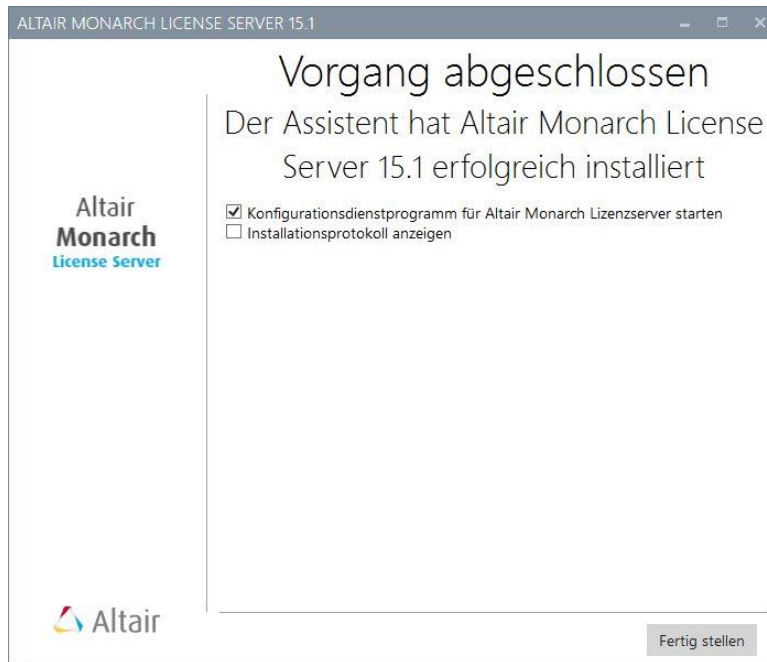 ALTAIR MONARCH LICENSE SERVER 15.1
Vorgang abgeschlossen
Der Assistent hat Altair Monarch License
Server 15.1 erfolgreich installiert
Altair
Monarch
License Server
Konfigurationsdienstprogramm für Altair Monarch Lizenzserver starten
Installationsprotokoll anzeigen
Altair
Fertig stellen